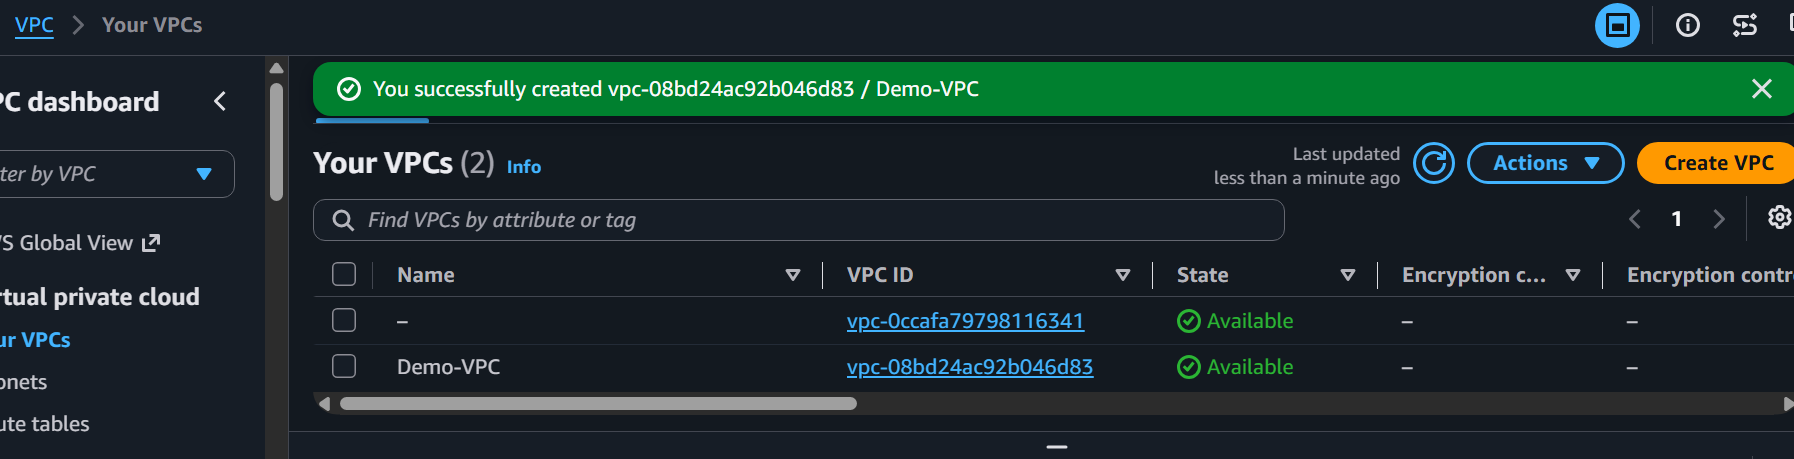 VPC > Your VPCs
You successfully created vpc-08bd24ac92b046d83 / Demo-VPC
PC dashboard
ter by VPC
S Global View
rtual private cloud
ur VPCs
nets
ute tables
Your VPCs (2) Info
Last updated
less than a minute ago
Actions
Create VPC
Find VPCs by attribute or tag
1
Name VPC ID State Encryption c... Encryption contr
– vpc-0ccafa79798116341 Available – –
Demo-VPC vpc-08bd24ac92b046d83 Available – –